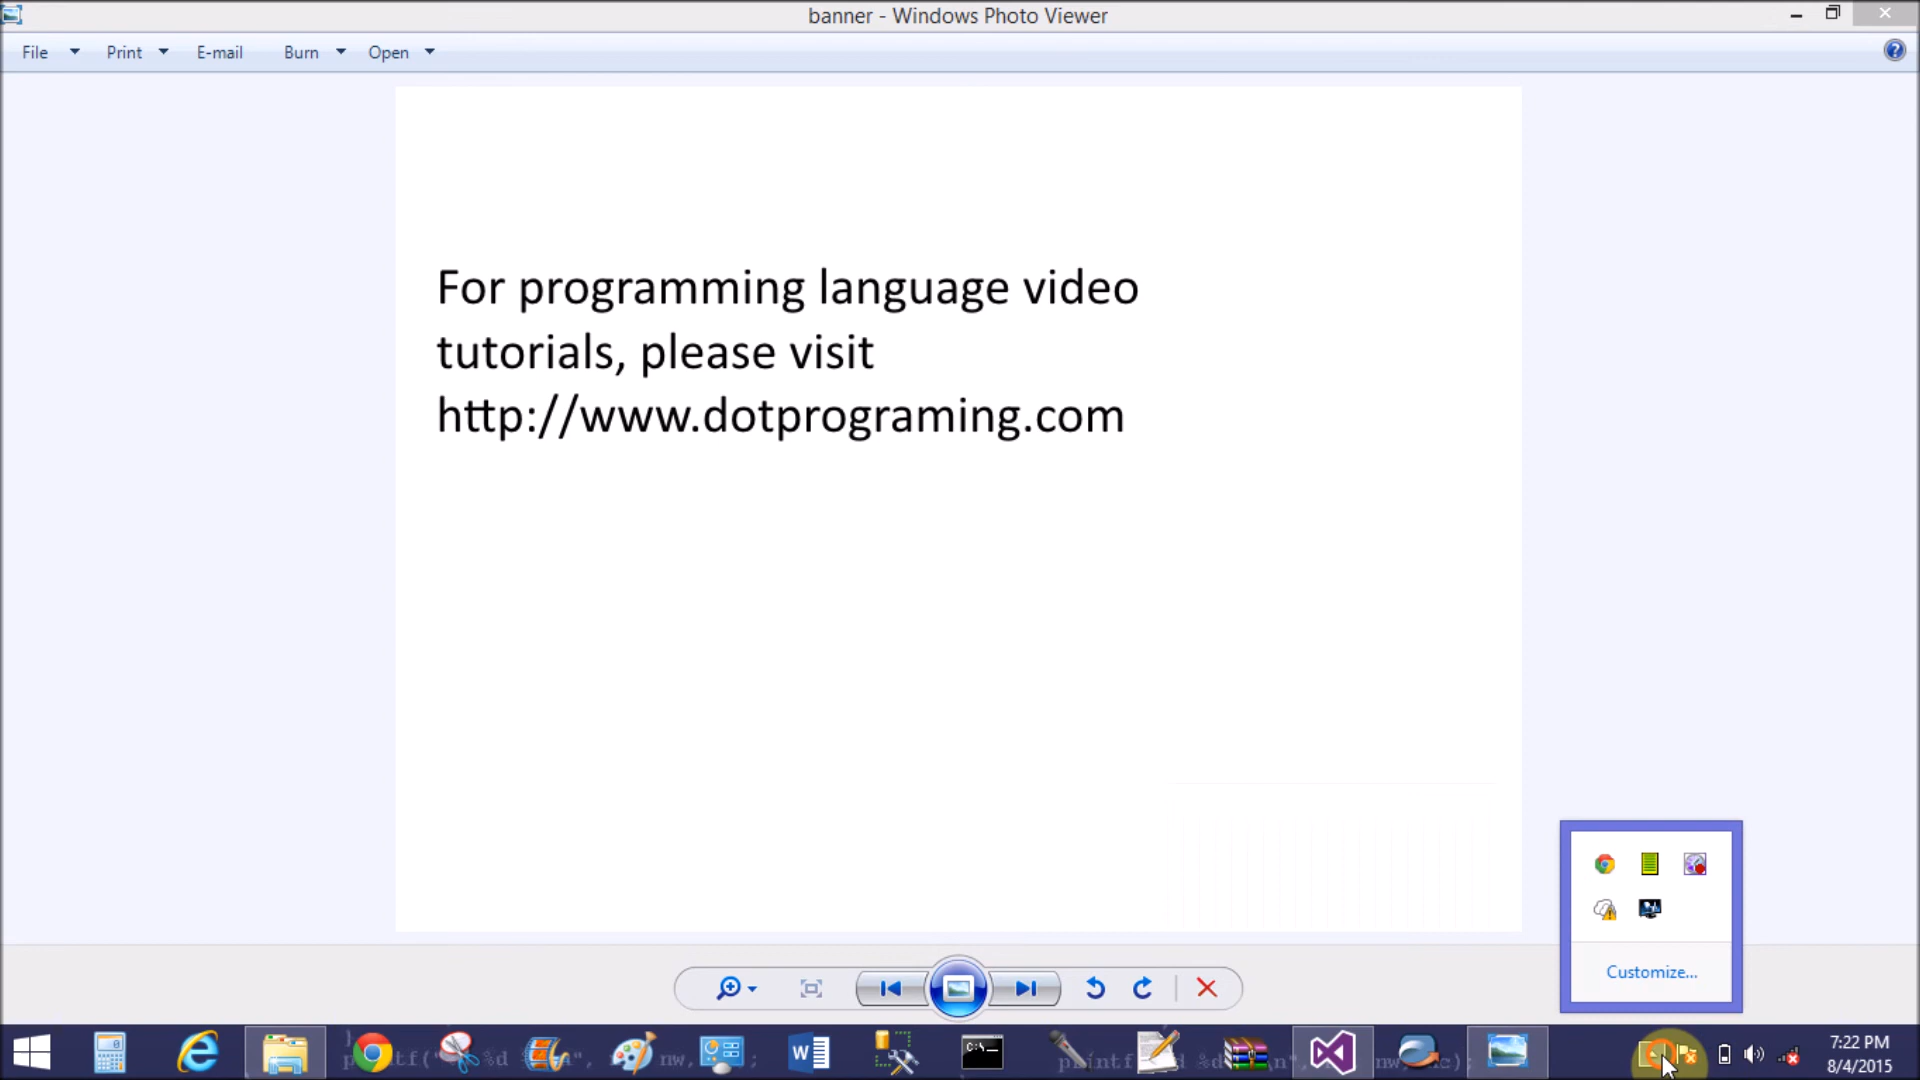 banner - Windows Photo Viewer
File Print E-mail Burn Open
For programming language video
tutorials, please visit
http://www.dotprograming.com
Customize...
7:22 PM
8/4/2015